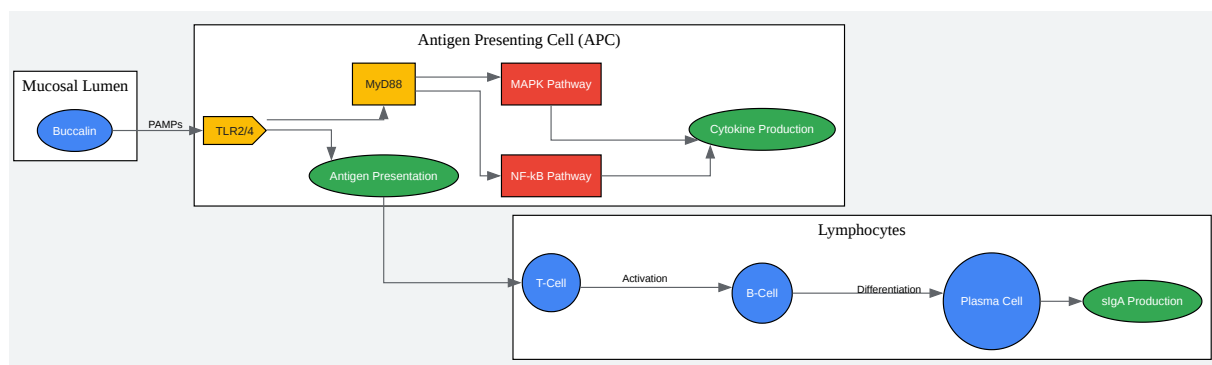 Antigen Presenting Cell (APC)
Mucosal Lumen
Buccalin
PAMPs
TLR2/4
MyD88
MAPK Pathway
Cytokine Production
Antigen Presentation
NF-kB Pathway
Lymphocytes
T-Cell
Activation
B-Cell
Differentiation
Plasma Cell
sIgA Production